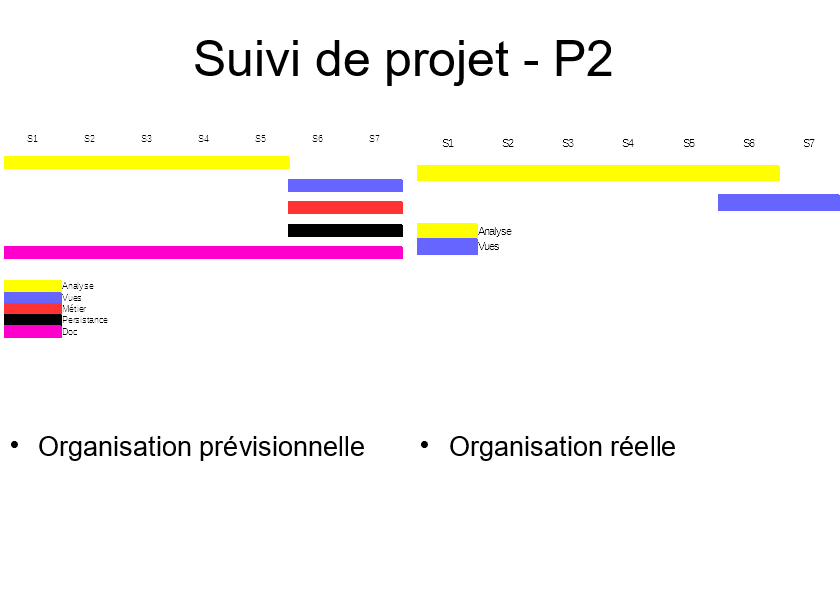 Suivi de projet - P2
S1 S2 S3 S4 S5 S6 S7
Analyse
Vues
Métier
Persistance
Doc
S1 S2 S3 S4 S5 S6 S7
Analyse
Vues
• Organisation prévisionnelle
• Organisation réelle